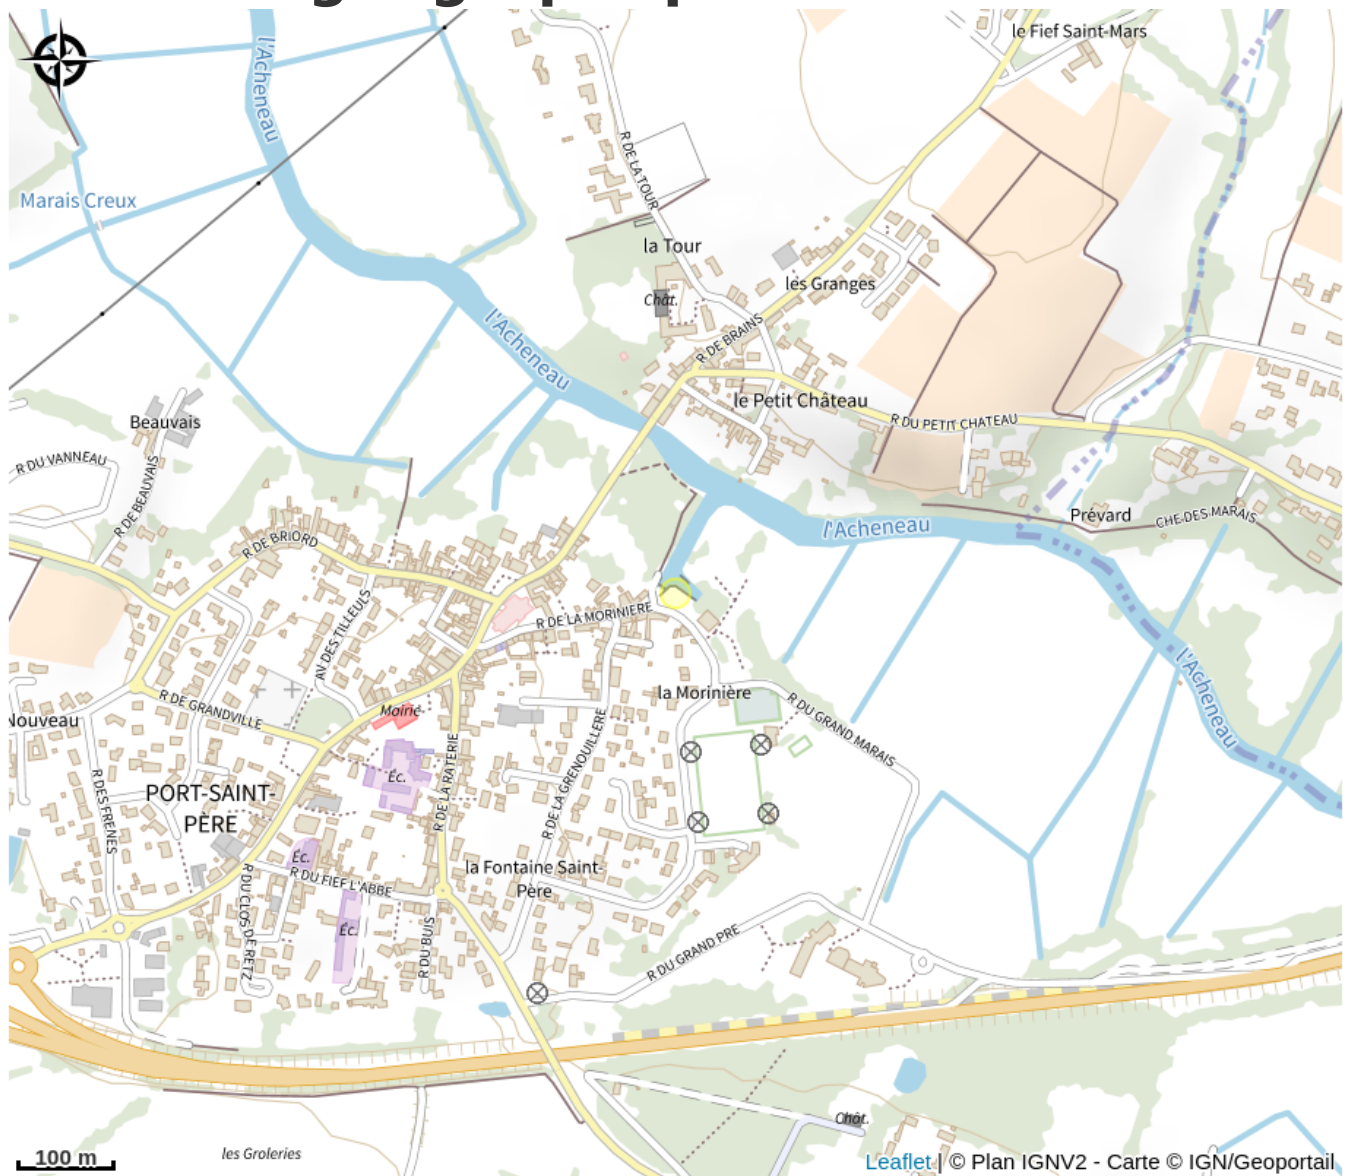 le Fief Saint-Mars
l'Acheneau
R DE LA TOUR
Marais Creux
la Tour
les Granges
Chât.
R DE BRAINS
l'Acheneau
le Petit Château
R DU PETIT CHATEAU
Beauvais
R DU VANNEAU
R DE BEAUVAIS
Prévard
CHE DES MARAIS
l'Acheneau
R DE BRIORD
AV DES TILLEULS
R DE LA MORINIERE
l'Acheneau
la Morinière
R DE GRANDVILLE
Mairie
Nouveau
R DU GRAND MARAIS
R DE LA GRENOUILLERE
R DE LA RATERIE
Éc.
R DES FRENES
PORT-SAINT-
PÈRE
Éc.
R DU FIEF L'ABBE
la Fontaine Saint-
Père
R DU CLOS DE RETZ
Éc.
R DU BUIS
R DU GRAND PRE
Chât.
les Groleries
100 m
Leaflet | © Plan IGNV2 - Carte © IGN/Geoportail